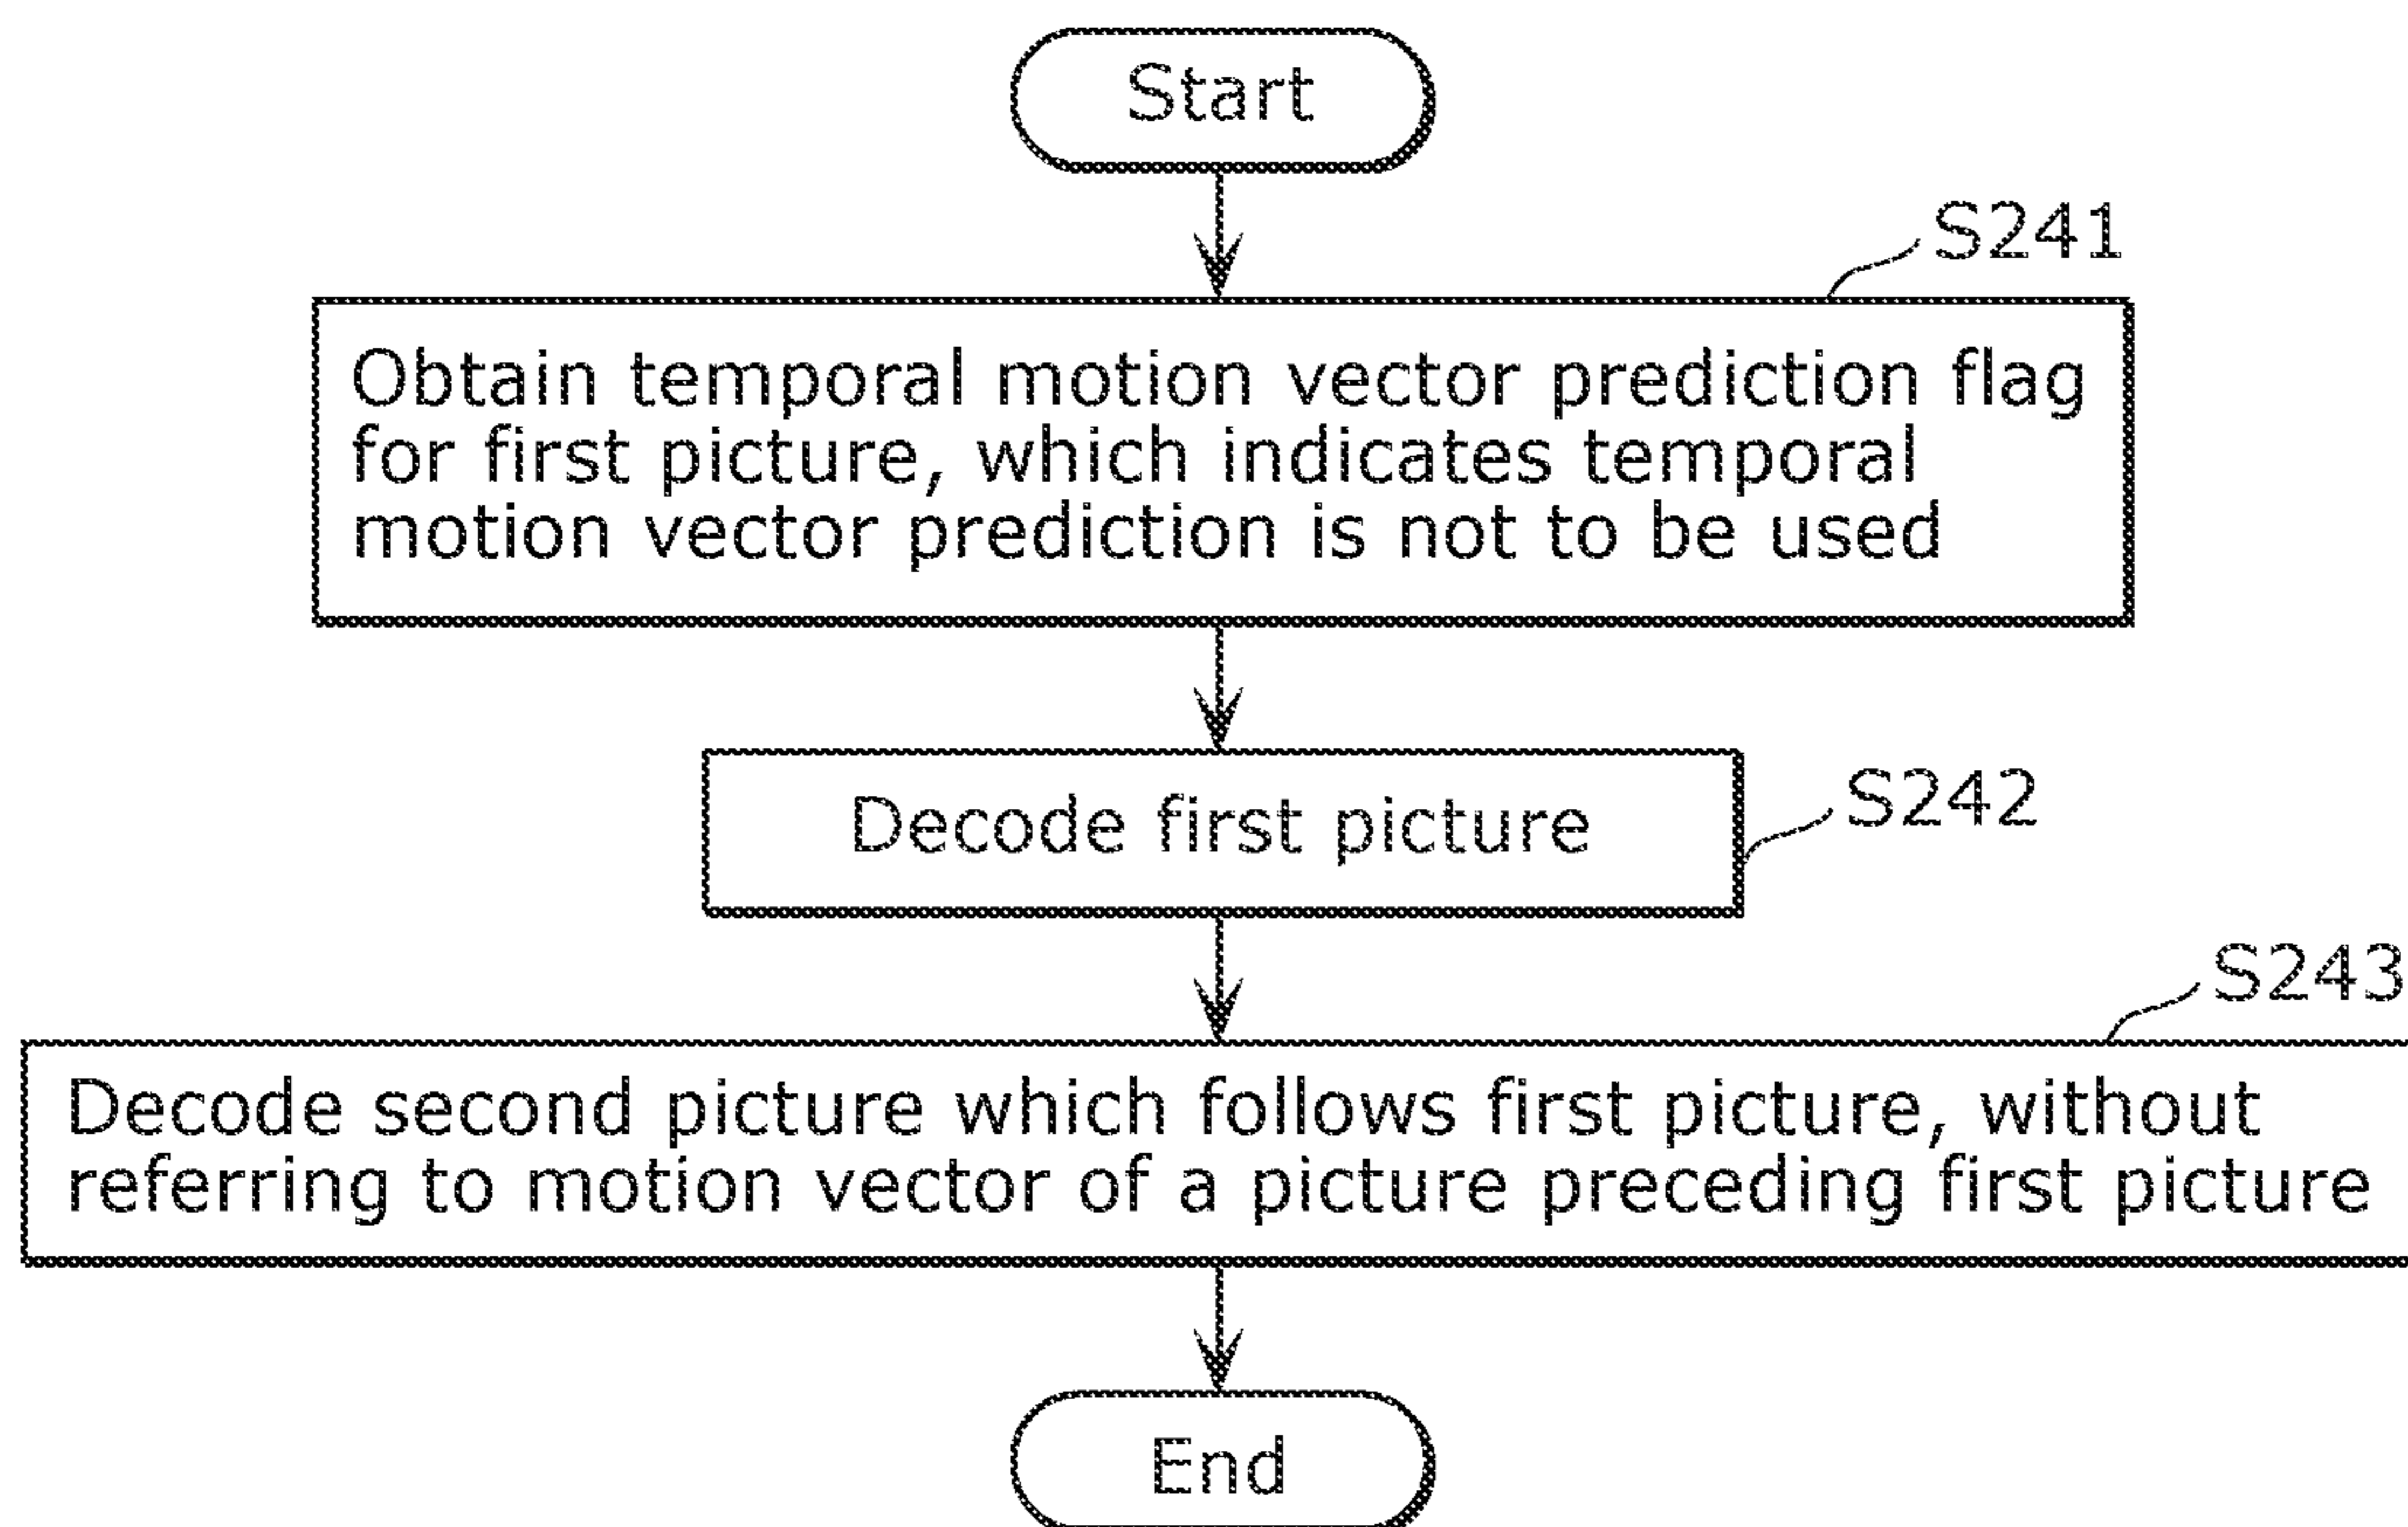 Start
S241
Obtain temporal motion vector prediction flag
for first picture, which indicates temporal
motion vector prediction is not to be used
Decode first picture
S242
S243
Decode second picture which follows first picture, without
referring to motion vector of a picture preceding first picture
End